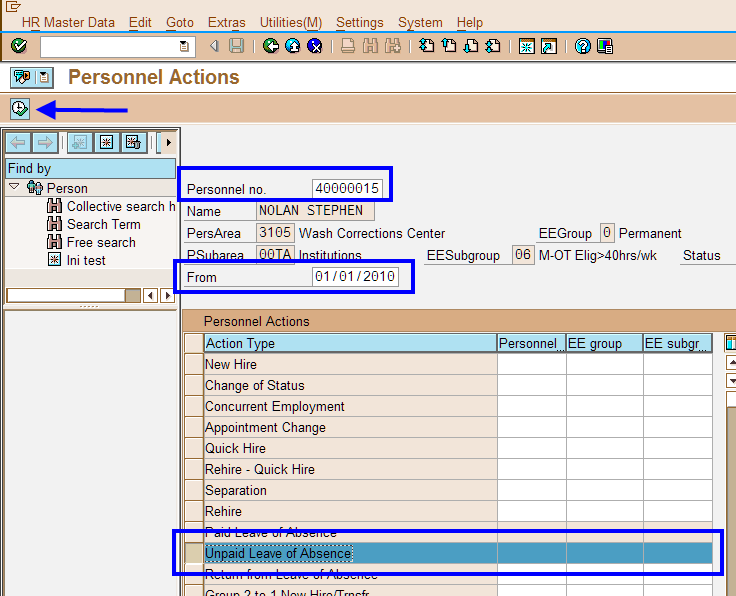 HR Master Data Edit Goto Extras Utilities(M) Settings System Help
Personnel Actions
Find by
Person
Collective search h
Search Term
Free search
Ini test
Personnel no. 40000015
Name NOLAN STEPHEN
PersArea 3105 Wash Corrections Center EEGroup 0 Permanent
PSubarea 00TA Institutions EESubgroup 06 M-OT Elig>40hrs/wk Status
From 01/01/2010
Personnel Actions
Action Type Personnel... EE group EE subgr...
New Hire
Change of Status
Concurrent Employment
Appointment Change
Quick Hire
Rehire - Quick Hire
Separation
Rehire
Paid Leave of Absence
Unpaid Leave of Absence
Return from Leave of Absence
Group 2 to 1 New Hire/Trnsfr